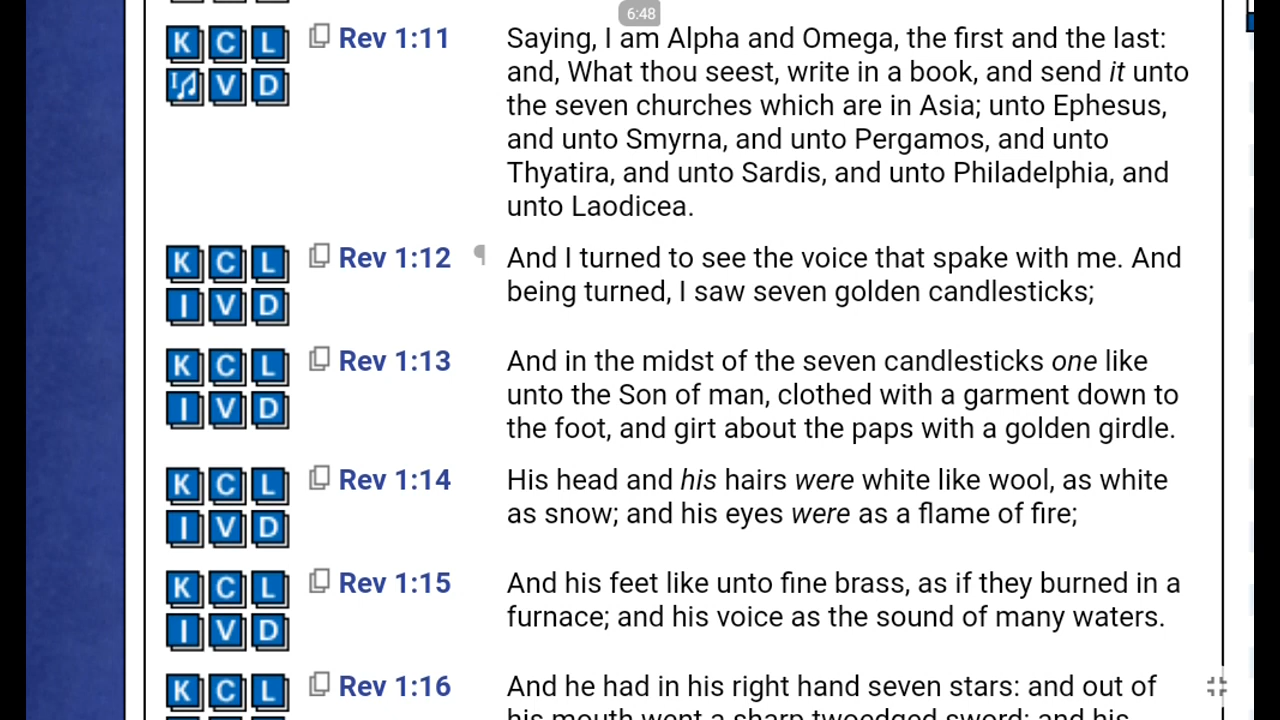 6:48
K C L Rev 1:11 Saying, I am Alpha and Omega, the first and the last:
I V D and, What thou seest, write in a book, and send it unto
the seven churches which are in Asia; unto Ephesus,
and unto Smyrna, and unto Pergamos, and unto
Thyatira, and unto Sardis, and unto Philadelphia, and
unto Laodicea.
K C L Rev 1:12 ¶ And I turned to see the voice that spake with me. And
I V D being turned, I saw seven golden candlesticks;
K C L Rev 1:13 And in the midst of the seven candlesticks one like
I V D unto the Son of man, clothed with a garment down to
the foot, and girt about the paps with a golden girdle.
K C L Rev 1:14 His head and his hairs were white like wool, as white
I V D as snow; and his eyes were as a flame of fire;
K C L Rev 1:15 And his feet like unto fine brass, as if they burned in a
I V D furnace; and his voice as the sound of many waters.
K C L Rev 1:16 And he had in his right hand seven stars: and out of
his mouth went a sharp twoedged sword: and his